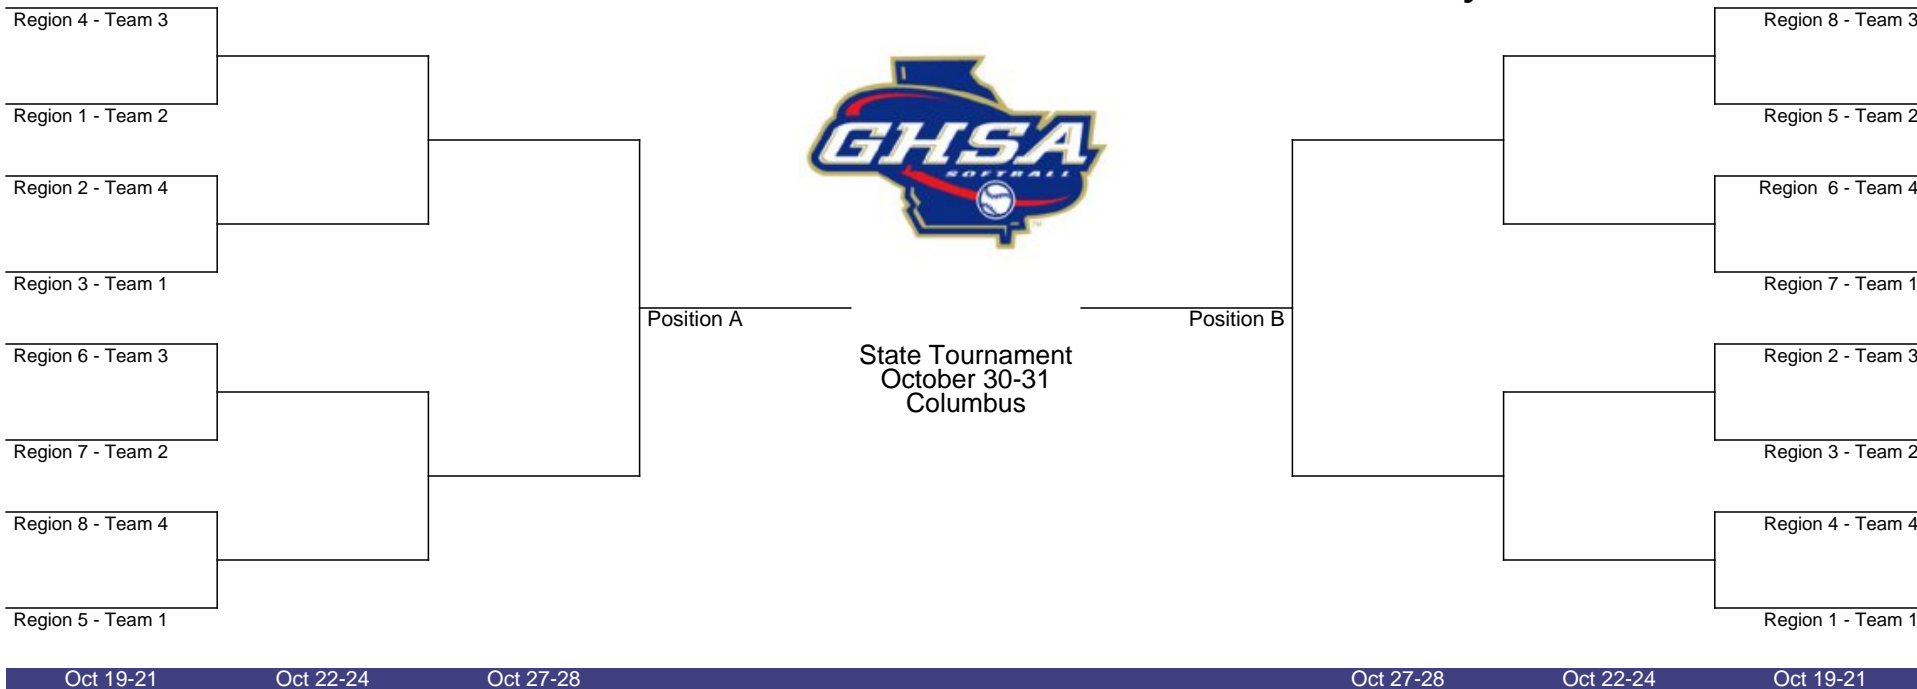 Region 4 - Team 3
Region 1 - Team 2
Region 2 - Team 4
Region 3 - Team 1
Region 6 - Team 3
Region 7 - Team 2
Region 8 - Team 4
Region 5 - Team 1
GHSA
SOFTBALL
TM
Position A
Position B
State Tournament
October 30-31
Columbus
Region 8 - Team 3
Region 5 - Team 2
Region  6 - Team 4
Region 7 - Team 1
Region 2 - Team 3
Region 3 - Team 2
Region 4 - Team 4
Region 1 - Team 1
Oct 19-21 Oct 22-24 Oct 27-28 Oct 27-28 Oct 22-24 Oct 19-21